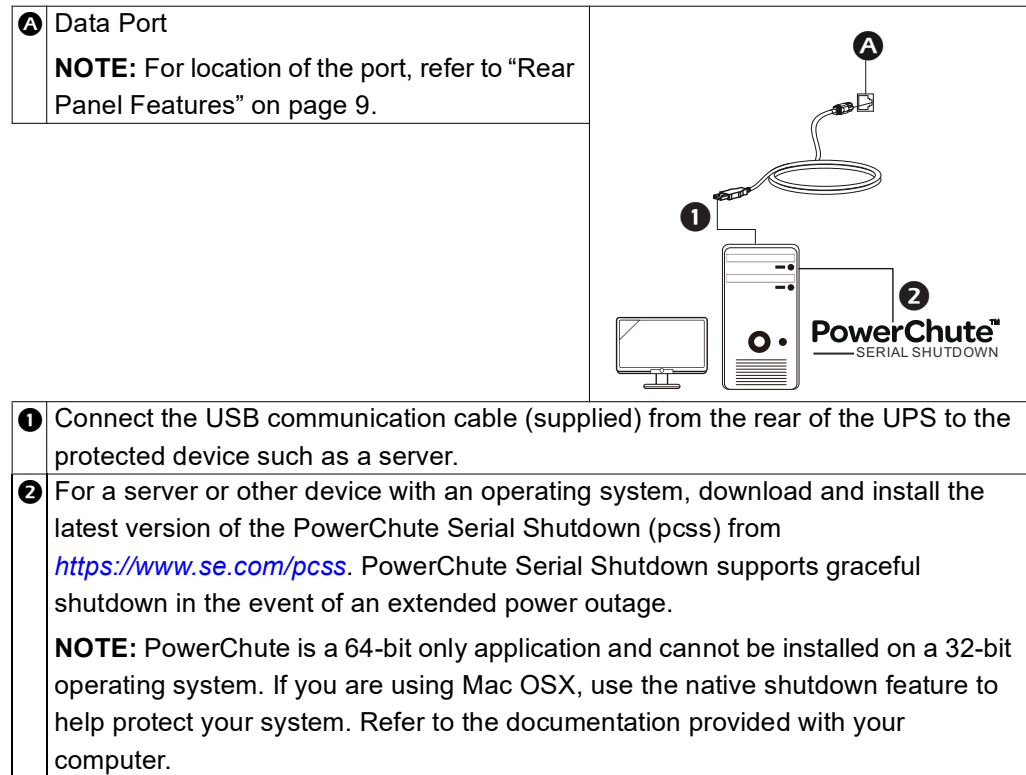 A Data Port
NOTE: For location of the port, refer to “Rear
Panel Features” on page 9.
A
1
2
PowerChute™
SERIAL SHUTDOWN
1 Connect the USB communication cable (supplied) from the rear of the UPS to the
protected device such as a server.
2 For a server or other device with an operating system, download and install the
latest version of the PowerChute Serial Shutdown (pcss) from
https://www.se.com/pcss. PowerChute Serial Shutdown supports graceful
shutdown in the event of an extended power outage.
NOTE: PowerChute is a 64-bit only application and cannot be installed on a 32-bit
operating system. If you are using Mac OSX, use the native shutdown feature to
help protect your system. Refer to the documentation provided with your
computer.